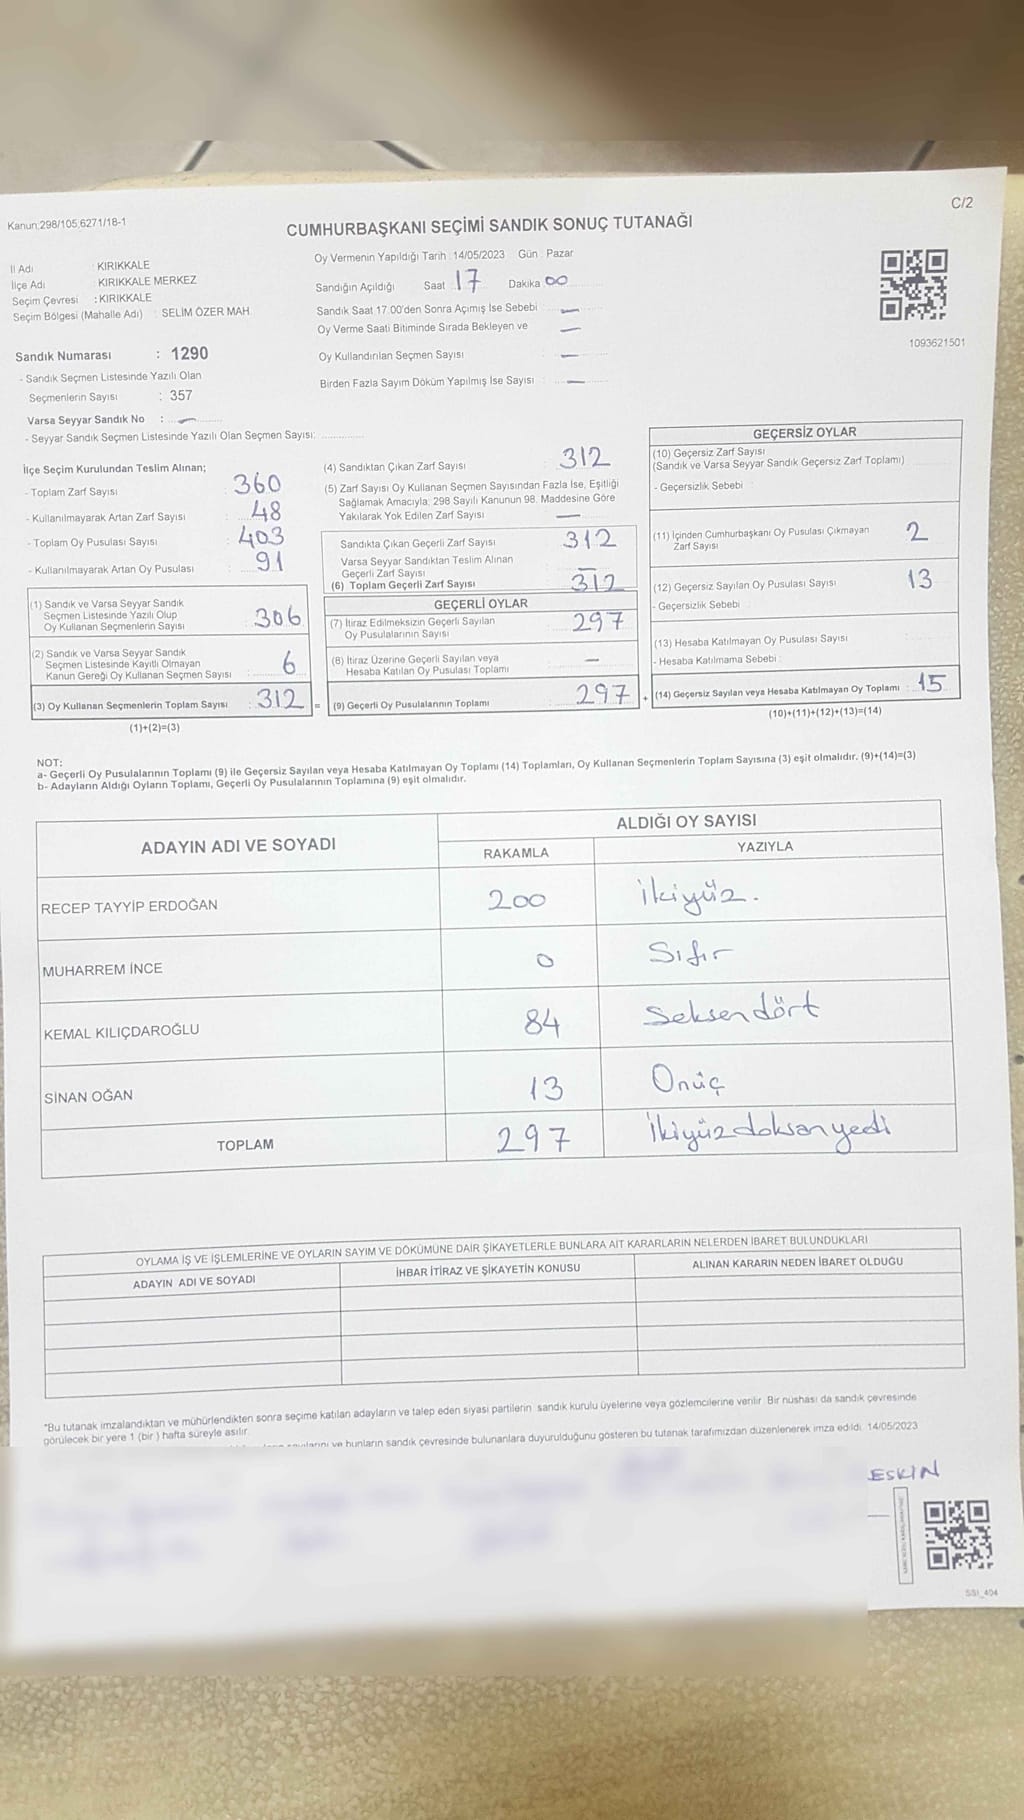 C/2
Kanun;298/105,6271/18-1
CUMHURBAŞKANI SEÇİMİ SANDIK SONUÇ TUTANAĞI
İl Adı : KIRIKKALE
İlçe Adı : KIRIKKALE MERKEZ
Seçim Çevresi : KIRIKKALE
Seçim Bölgesi (Mahalle Adı) : SELİM ÖZER MAH.
Sandık Numarası : 1290
- Sandık Seçmen Listesinde Yazılı Olan
Seçmenlerin Sayısı : 357
Varsa Seyyar Sandık No : —
- Seyyar Sandık Seçmen Listesinde Yazılı Olan Seçmen Sayısı:
Oy Vermenin Yapıldığı Tarih : 14/05/2023 Gün : Pazar
Sandığın Açıldığı Saat 17 Dakika 00
Sandık Saat 17.00'den Sonra Açımış İse Sebebi : —
Oy Verme Saati Bitiminde Sırada Bekleyen ve —
Oy Kullandırılan Seçmen Sayısı : —
Birden Fazla Sayım Döküm Yapılmış İse Sayısı : —
1093621501
İlçe Seçim Kurulundan Teslim Alınan;
- Toplam Zarf Sayısı : 360
- Kullanılmayarak Artan Zarf Sayısı : 48
- Toplam Oy Pusulası Sayısı : 403
- Kullanılmayarak Artan Oy Pusulası : 91
(1) Sandık ve Varsa Seyyar Sandık
Seçmen Listesinde Yazılı Olup
Oy Kullanan Seçmenlerin Sayısı : 306
(2) Sandık ve Varsa Seyyar Sandık
Seçmen Listesinde Kayıtlı Olmayan
Kanun Gereği Oy Kullanan Seçmen Sayısı : 6
(3) Oy Kullanan Seçmenlerin Toplam Sayısı : 312 =
(1)+(2)=(3)
(4) Sandıktan Çıkan Zarf Sayısı : 312
(5) Zarf Sayısı Oy Kullanan Seçmen Sayısından Fazla İse, Eşitliği
Sağlamak Amacıyla; 298 Sayılı Kanunun 98. Maddesine Göre
Yakılarak Yok Edilen Zarf Sayısı : —
Sandıkta Çıkan Geçerli Zarf Sayısı : 312
Varsa Seyyar Sandıktan Teslim Alınan
Geçerli Zarf Sayısı : —
(6) Toplam Geçerli Zarf Sayısı : 312
GEÇERLİ OYLAR
(7) İtiraz Edilmeksizin Geçerli Sayılan
Oy Pusulalarının Sayısı : 297
(8) İtiraz Üzerine Geçerli Sayılan veya
Hesaba Katılan Oy Pusulası Toplamı : —
(9) Geçerli Oy Pusulalarının Toplamı : 297 +
GEÇERSİZ OYLAR
(10) Geçersiz Zarf Sayısı
(Sandık ve Varsa Seyyar Sandık Geçersiz Zarf Toplamı)
- Geçersizlik Sebebi :
(11) İçinden Cumhurbaşkanı Oy Pusulası Çıkmayan
Zarf Sayısı : 2
(12) Geçersiz Sayılan Oy Pusulası Sayısı : 13
- Geçersizlik Sebebi :
(13) Hesaba Katılmayan Oy Pusulası Sayısı
- Hesaba Katılmama Sebebi :
(14) Geçersiz Sayılan veya Hesaba Katılmayan Oy Toplamı : 15
(10)+(11)+(12)+(13)=(14)
NOT:
a- Geçerli Oy Pusulalarının Toplamı (9) ile Geçersiz Sayılan veya Hesaba Katılmayan Oy Toplamı (14) Toplamları, Oy Kullanan Seçmenlerin Toplam Sayısına (3) eşit olmalıdır. (9)+(14)=(3)
b- Adayların Aldığı Oyların Toplamı, Geçerli Oy Pusulalarının Toplamına (9) eşit olmalıdır.
ADAYIN ADI VE SOYADI
ALDIĞI OY SAYISI
RAKAMLA YAZIYLA
RECEP TAYYİP ERDOĞAN 200 İkiyüz.
MUHARREM İNCE 0 Sıfır
KEMAL KILIÇDAROĞLU 84 Seksendört
SİNAN OĞAN 13 Onüç
TOPLAM 297 İkiyüzdoksanyedi
OYLAMA İŞ VE İŞLEMLERİNE VE OYLARIN SAYIM VE DÖKÜMÜNE DAİR ŞİKAYETLERLE BUNLARA AİT KARARLARIN NELERDEN İBARET BULUNDUKLARI
ADAYIN ADI VE SOYADI İHBAR İTİRAZ VE ŞİKAYETİN KONUSU ALINAN KARARIN NEDEN İBARET OLDUĞU
*Bu tutanak imzalandıktan ve mühürlendikten sonra seçime katılan adayların ve talep eden siyasi partilerin sandık kurulu üyelerine veya gözlemcilerine verilir. Bir nüshası da sandık çevresinde
görülecek bir yere 1 (bir ) hafta süreyle asılır.
ve bunların sandık çevresinde bulunanlara duyurulduğunu gösteren bu tutanak tarafımızdan düzenlenerek imza edildi. 14/05/2023
ESKİN
SSI_404